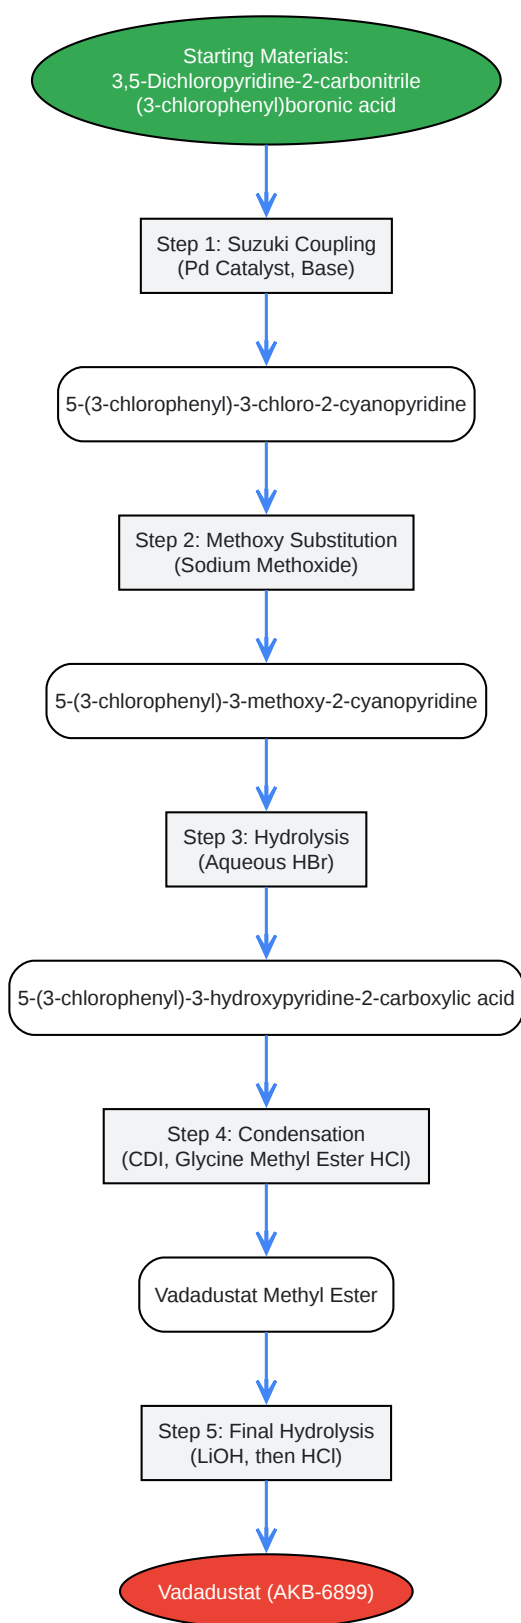 Starting Materials:
3,5-Dichloropyridine-2-carbonitrile
(3-chlorophenyl)boronic acid
Step 1: Suzuki Coupling
(Pd Catalyst, Base)
5-(3-chlorophenyl)-3-chloro-2-cyanopyridine
Step 2: Methoxy Substitution
(Sodium Methoxide)
5-(3-chlorophenyl)-3-methoxy-2-cyanopyridine
Step 3: Hydrolysis
(Aqueous HBr)
5-(3-chlorophenyl)-3-hydroxypyridine-2-carboxylic acid
Step 4: Condensation
(CDI, Glycine Methyl Ester HCl)
Vadadustat Methyl Ester
Step 5: Final Hydrolysis
(LiOH, then HCl)
Vadadustat (AKB-6899)